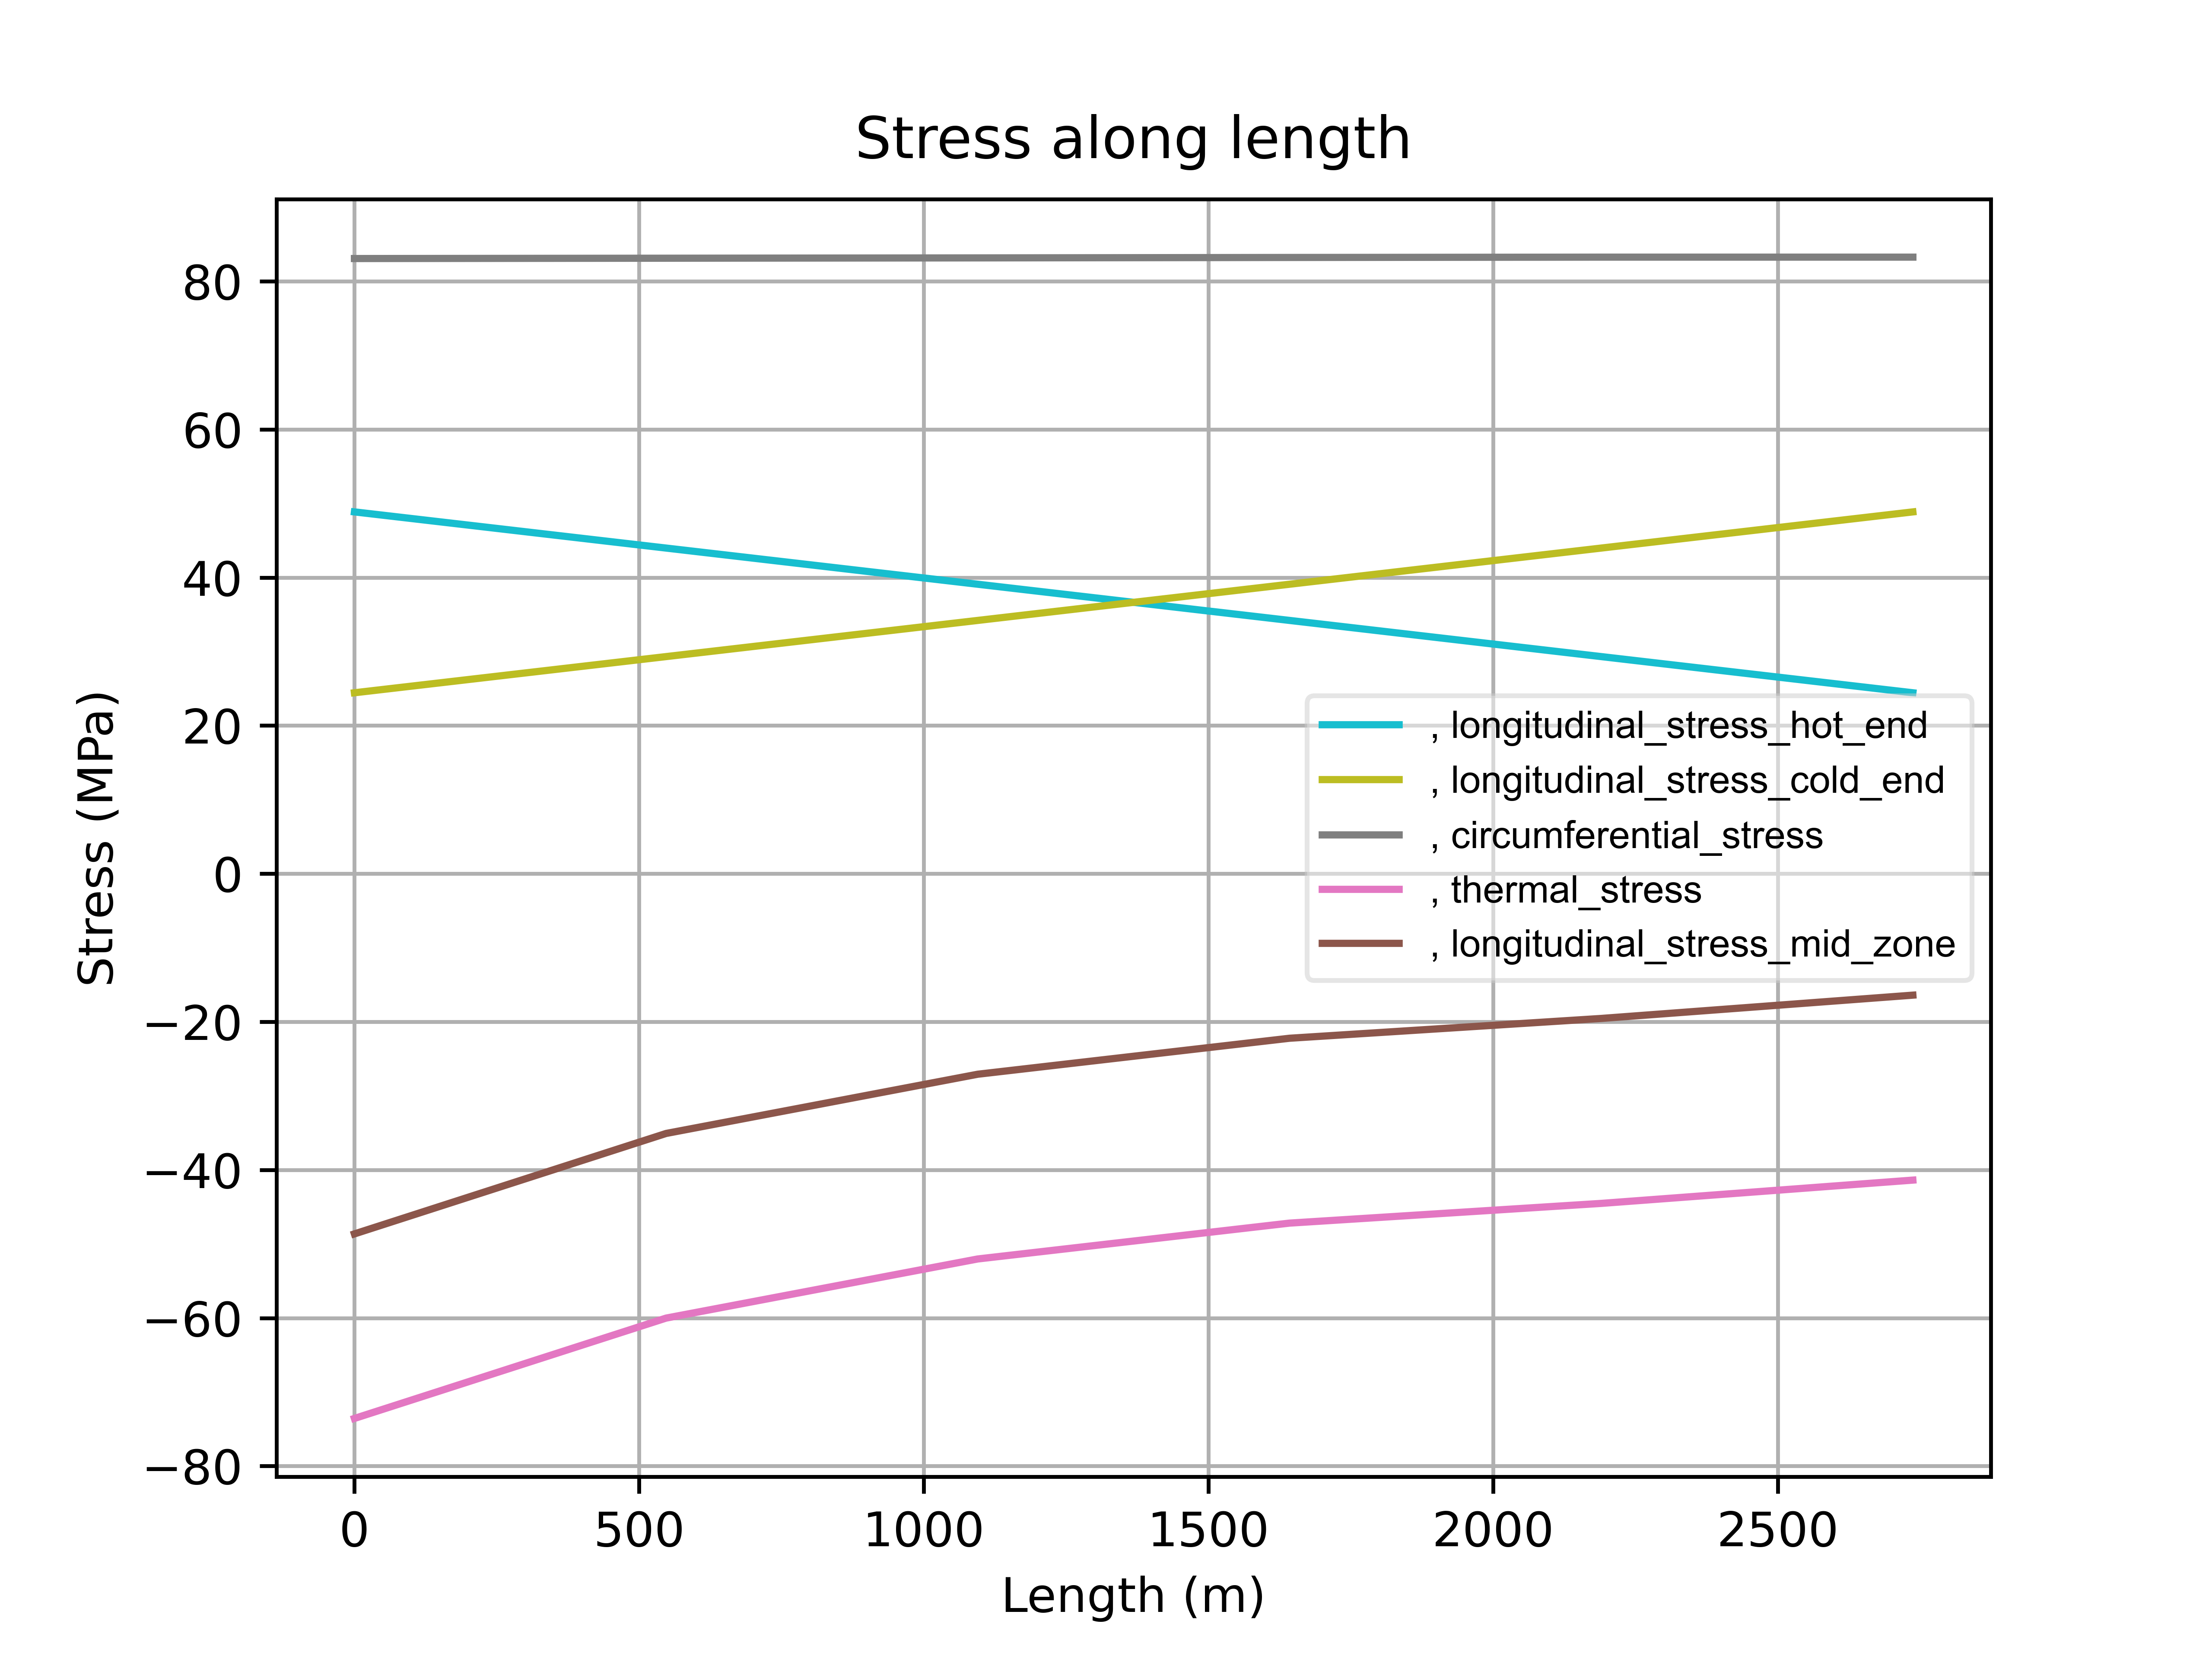 Stress along length
Stress (MPa)
80
60
40
20
0
−20
−40
−60
−80
, longitudinal_stress_hot_end
, longitudinal_stress_cold_end
, circumferential_stress
, thermal_stress
, longitudinal_stress_mid_zone
0 500 1000 1500 2000 2500
Length (m)